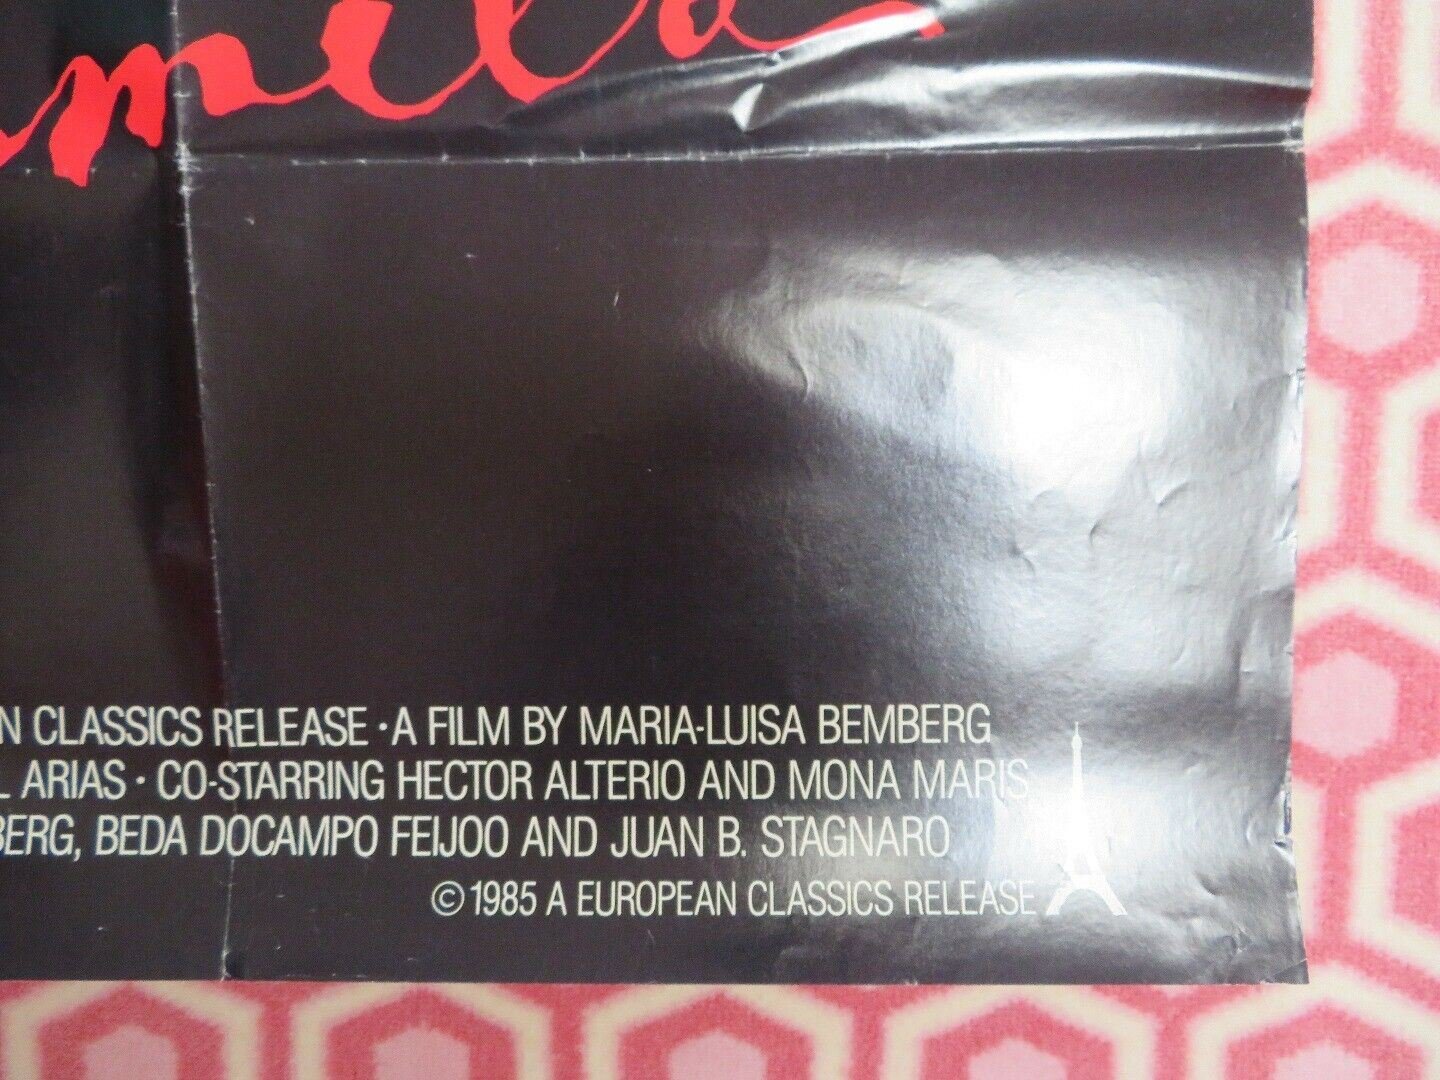 mila
N CLASSICS RELEASE · A FILM BY MARIA-LUISA BEMBERG
L ARIAS · CO-STARRING HECTOR ALTERIO AND MONA MARIS
BERG, BEDA DOCAMPO FEIJOO AND JUAN B. STAGNARO
© 1985 A EUROPEAN CLASSICS RELEASE